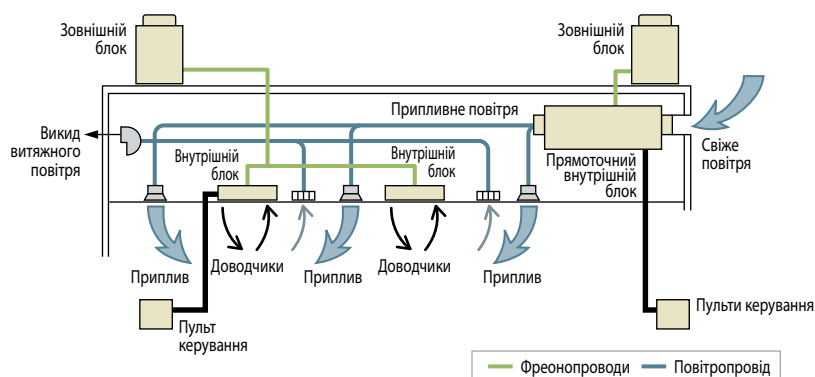 Зовнішній
блок
Зовнішній
блок
Припливне повітря
Викид
витяжного
повітря
Внутрішній
блок
Внутрішній
блок
Прямоточний
внутрішній
блок
Свіже
повітря
Приплив
Доводчики
Приплив
Доводчики
Приплив
Пульт
керування
Пульти керування
Фреонопроводи
Повітропровід